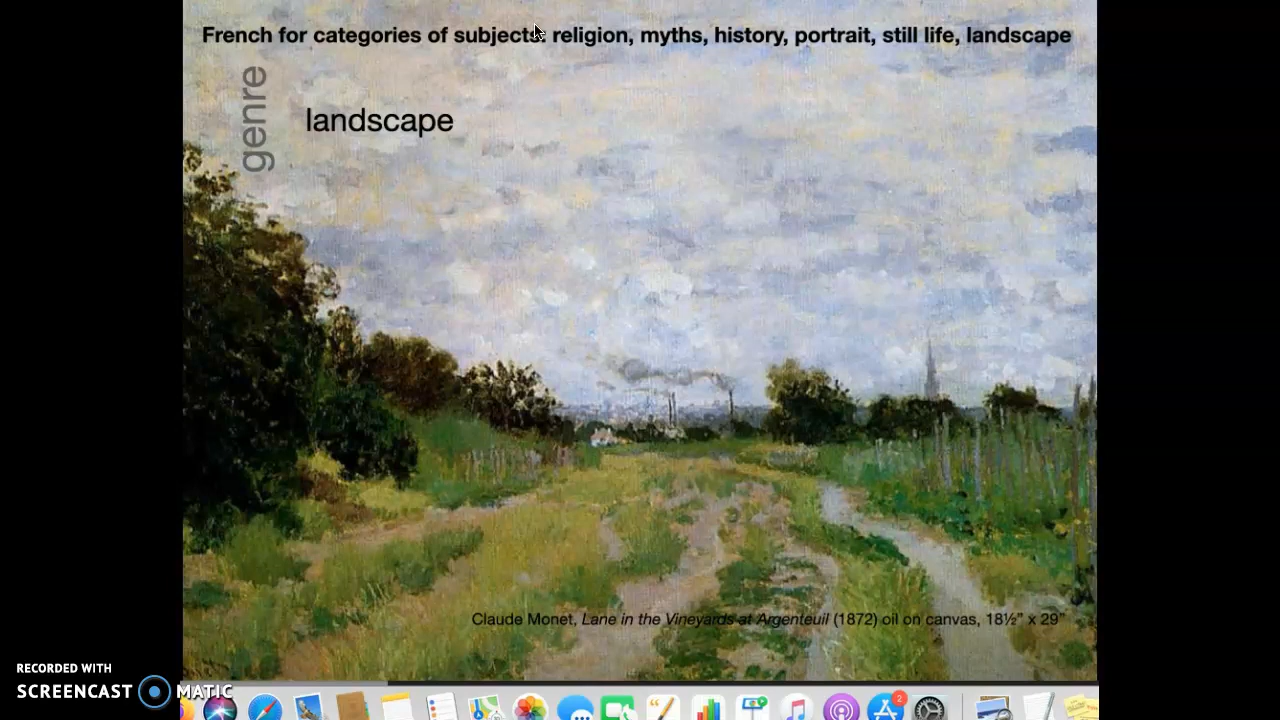 French for categories of subjects: religion, myths, history, portrait, still life, landscape
genre
landscape
Claude Monet, Lane in the Vineyards at Argenteuil (1872) oil on canvas, 18½” x 29”
RECORDED WITH
SCREENCAST MATIC
2